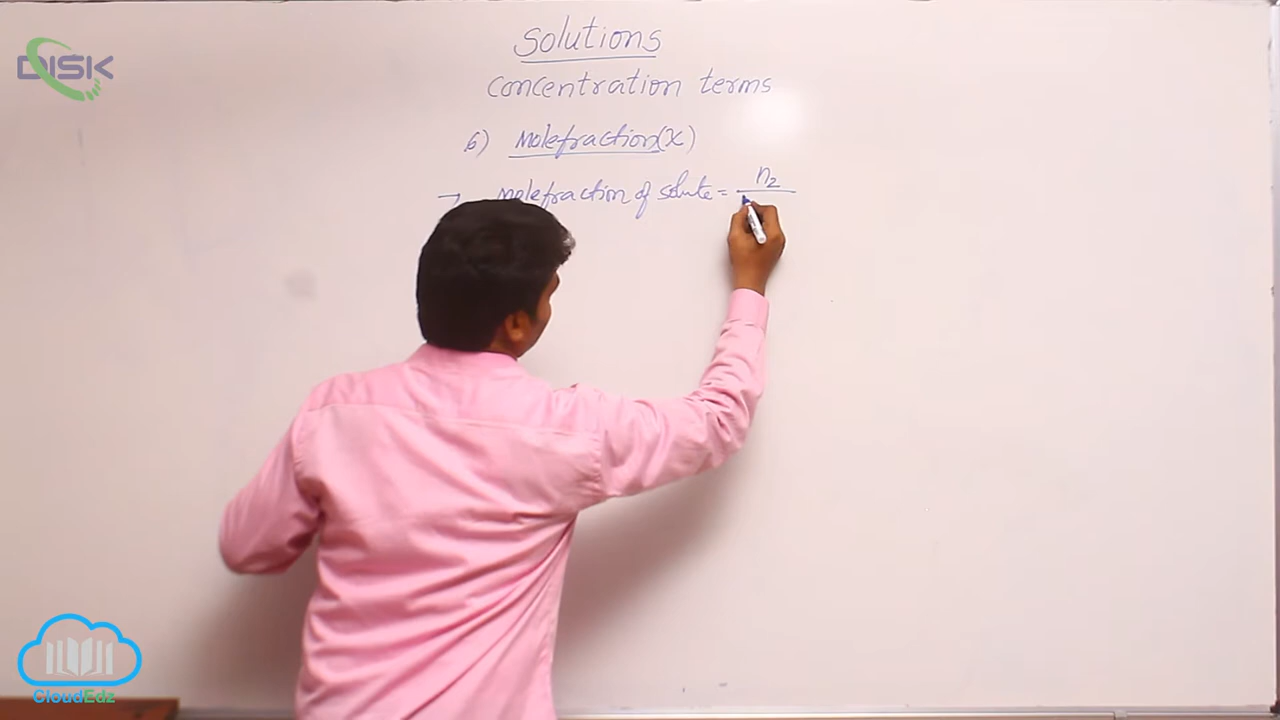 DISK
Solutions
Concentration terms
6) Molefraction(x)
→ Molefraction of solute = n₂
CloudEdz